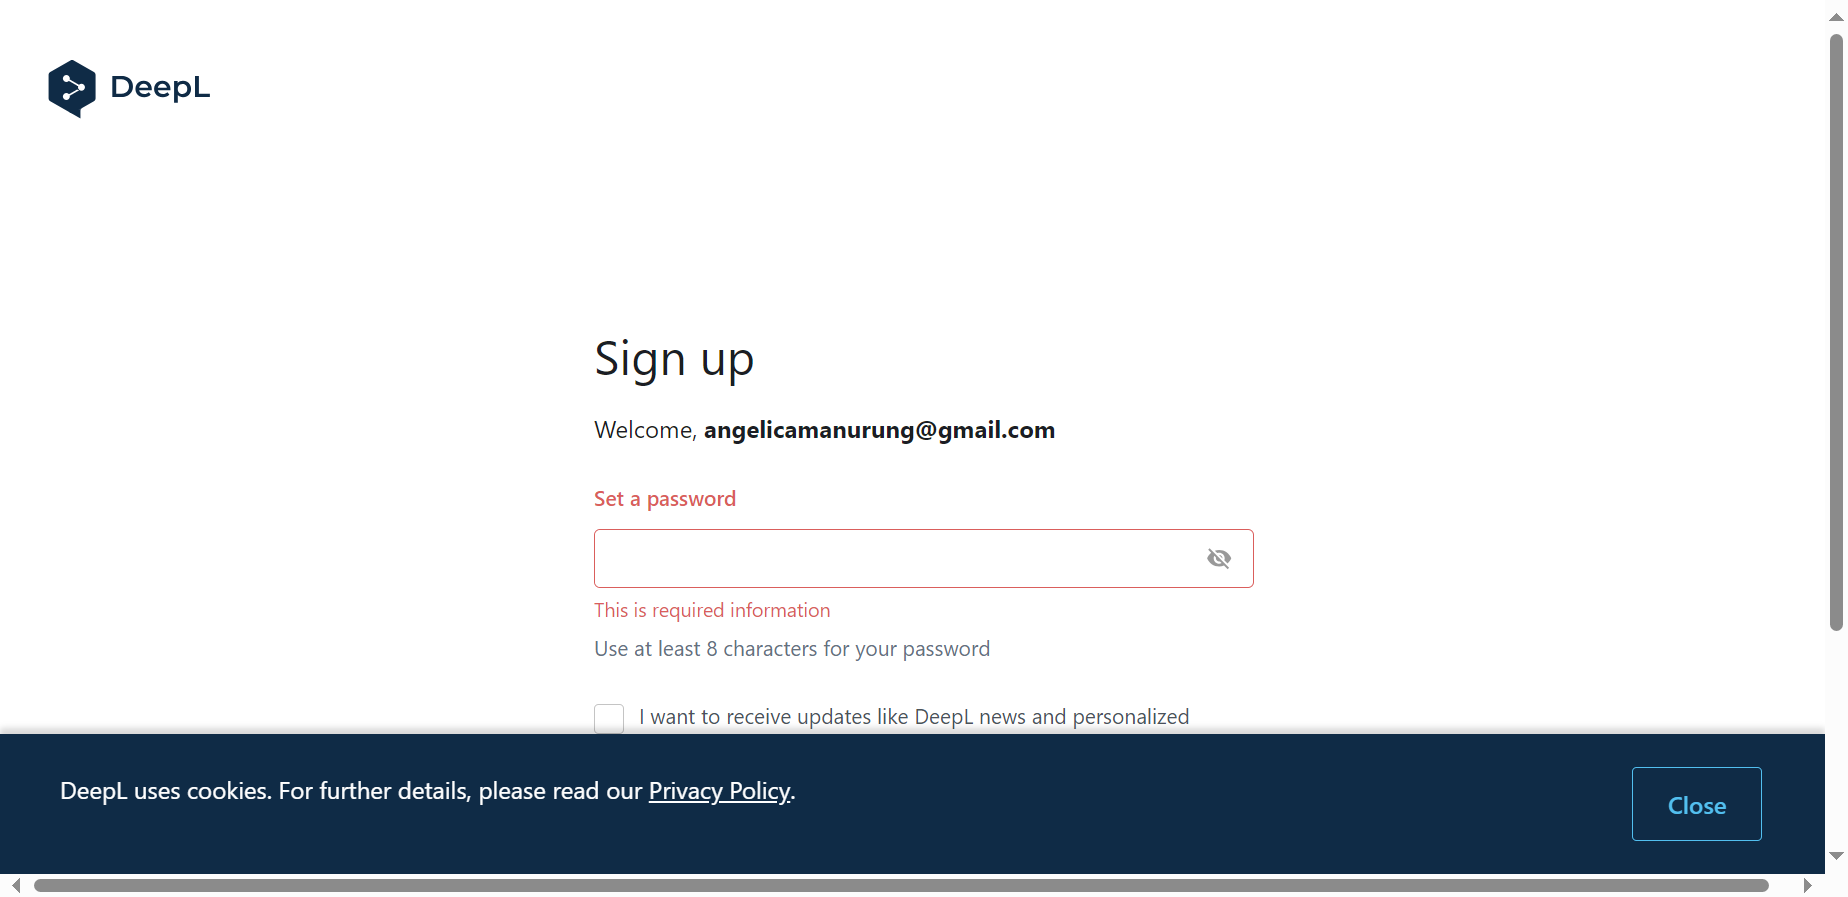 DeepL
Sign up
Welcome, angelicamanurung@gmail.com
Set a password
This is required information
Use at least 8 characters for your password
I want to receive updates like DeepL news and personalized
DeepL uses cookies. For further details, please read our Privacy Policy.
Close